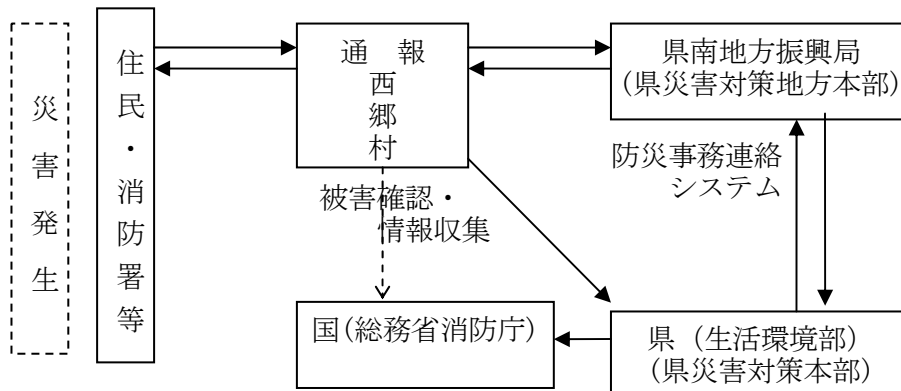 災害発生
住民・消防署等
通　報
西郷村
県南地方振興局
（県災害対策地方本部）
防災事務連絡
システム
被害確認・
情報収集
国（総務省消防庁）
県（生活環境部）
（県災害対策本部）